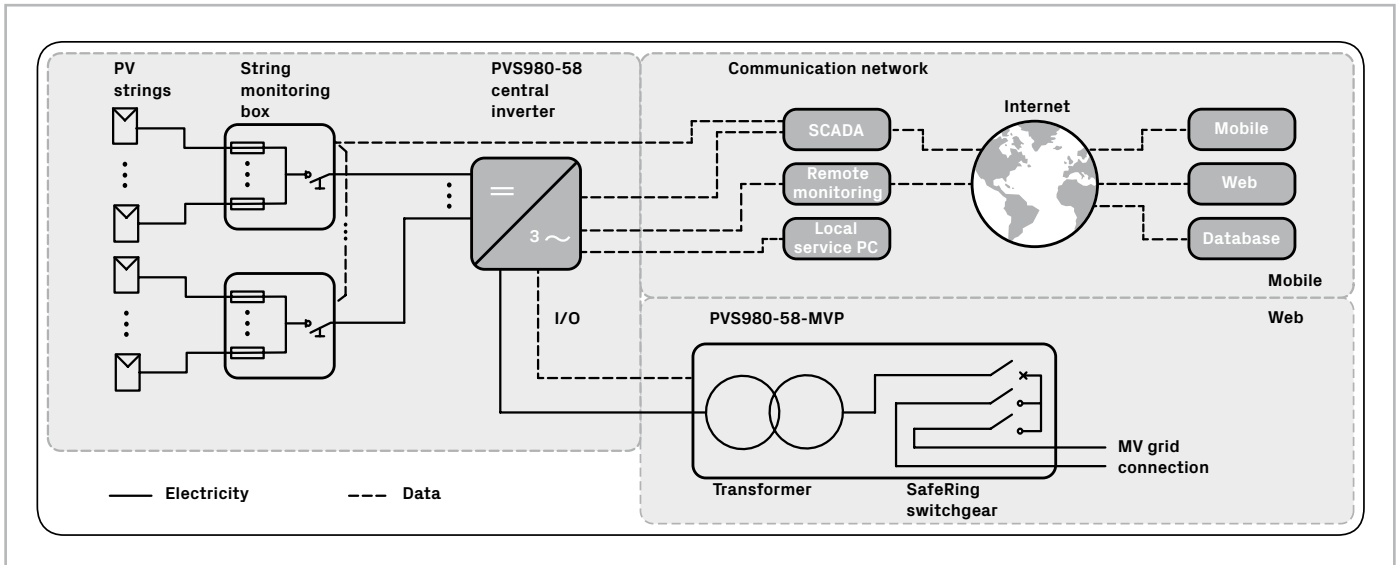 PV
strings
String
monitoring
box
PVS980-58
central
inverter
Communication network
Internet
SCADA
Remote
monitoring
Local
service PC
Mobile
Web
Database
Mobile
Web
3
I/O
PVS980-58-MVP
MV grid
connection
Transformer
SafeRing
switchgear
Electricity
Data